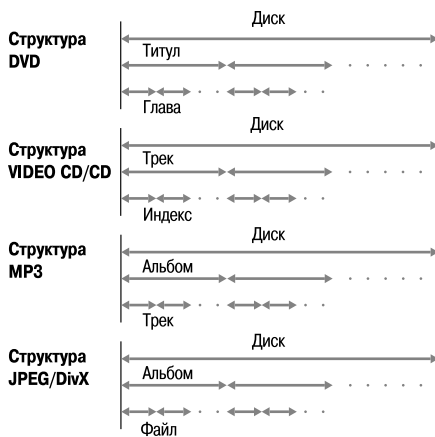 Диск
Структура
DVD
Титул
Глава
Диск
Структура
VIDEO CD/CD
Трек
Индекс
Диск
Структура
MP3
Альбом
Трек
Диск
Структура
JPEG/DivX
Альбом
Файл